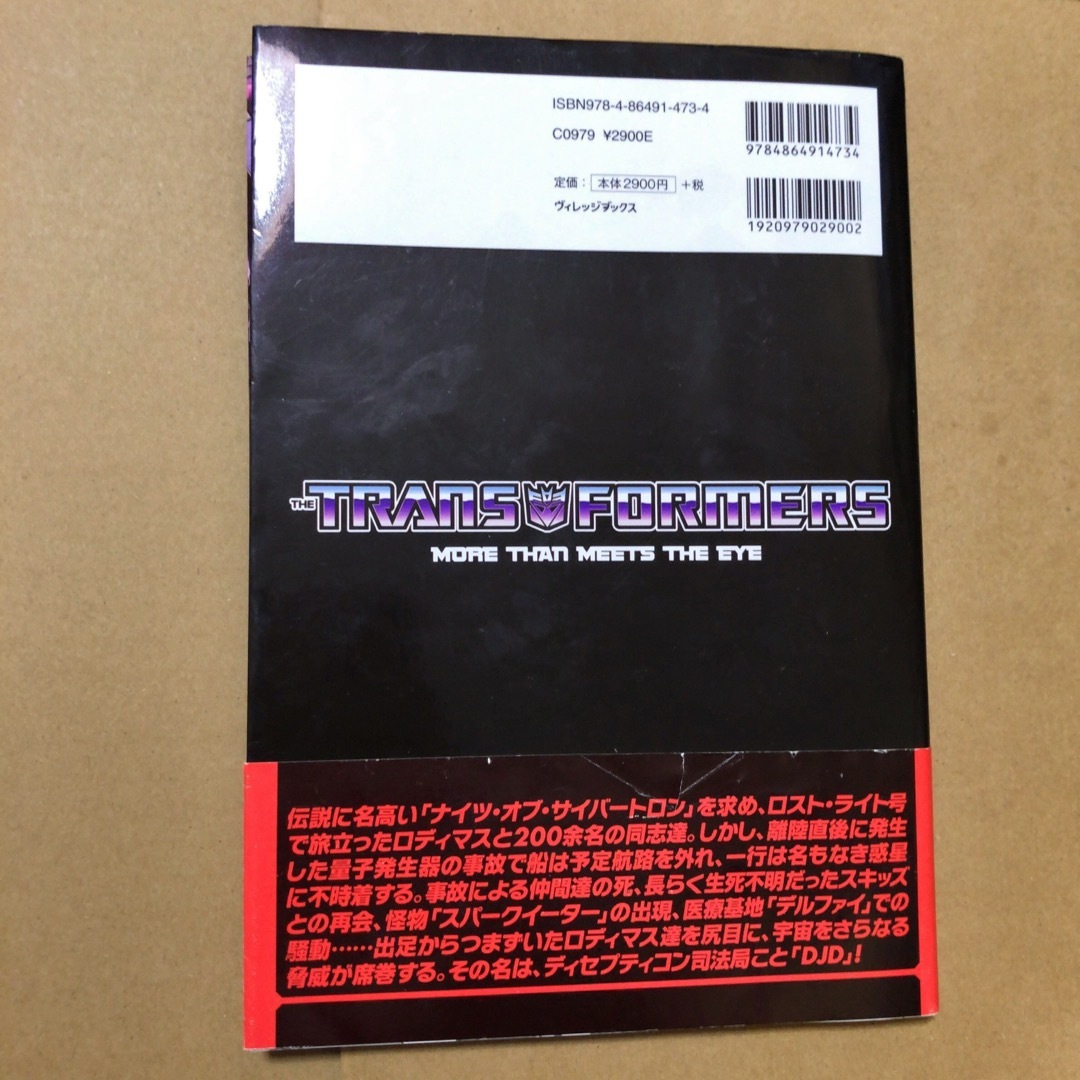 ISBN978-4-86491-473-4
C0979 ¥2900E
9784864914734
定価：本体2900円＋税
ヴィレッジブックス
1920979029002
THE TRANSFORMERS
MORE THAN MEETS THE EYE
伝説に名高い「ナイツ・オブ・サイバートロン」を求め、ロスト・ライト号
で旅立ったロディマスと200余名の同志達。しかし、離陸直後に発生
した量子発生器の事故で船は予定航路を外れ、一行は名もなき惑星
に不時着する。事故による仲間達の死、長らく生死不明だったスキッズ
との再会、怪物「スパークイーター」の出現、医療基地「デルファイ」での
騒動……出足からつまずいたロディマス達を尻目に、宇宙をさらなる
脅威が席巻する。その名は、ディセプティコン司法局こと「DJD」！